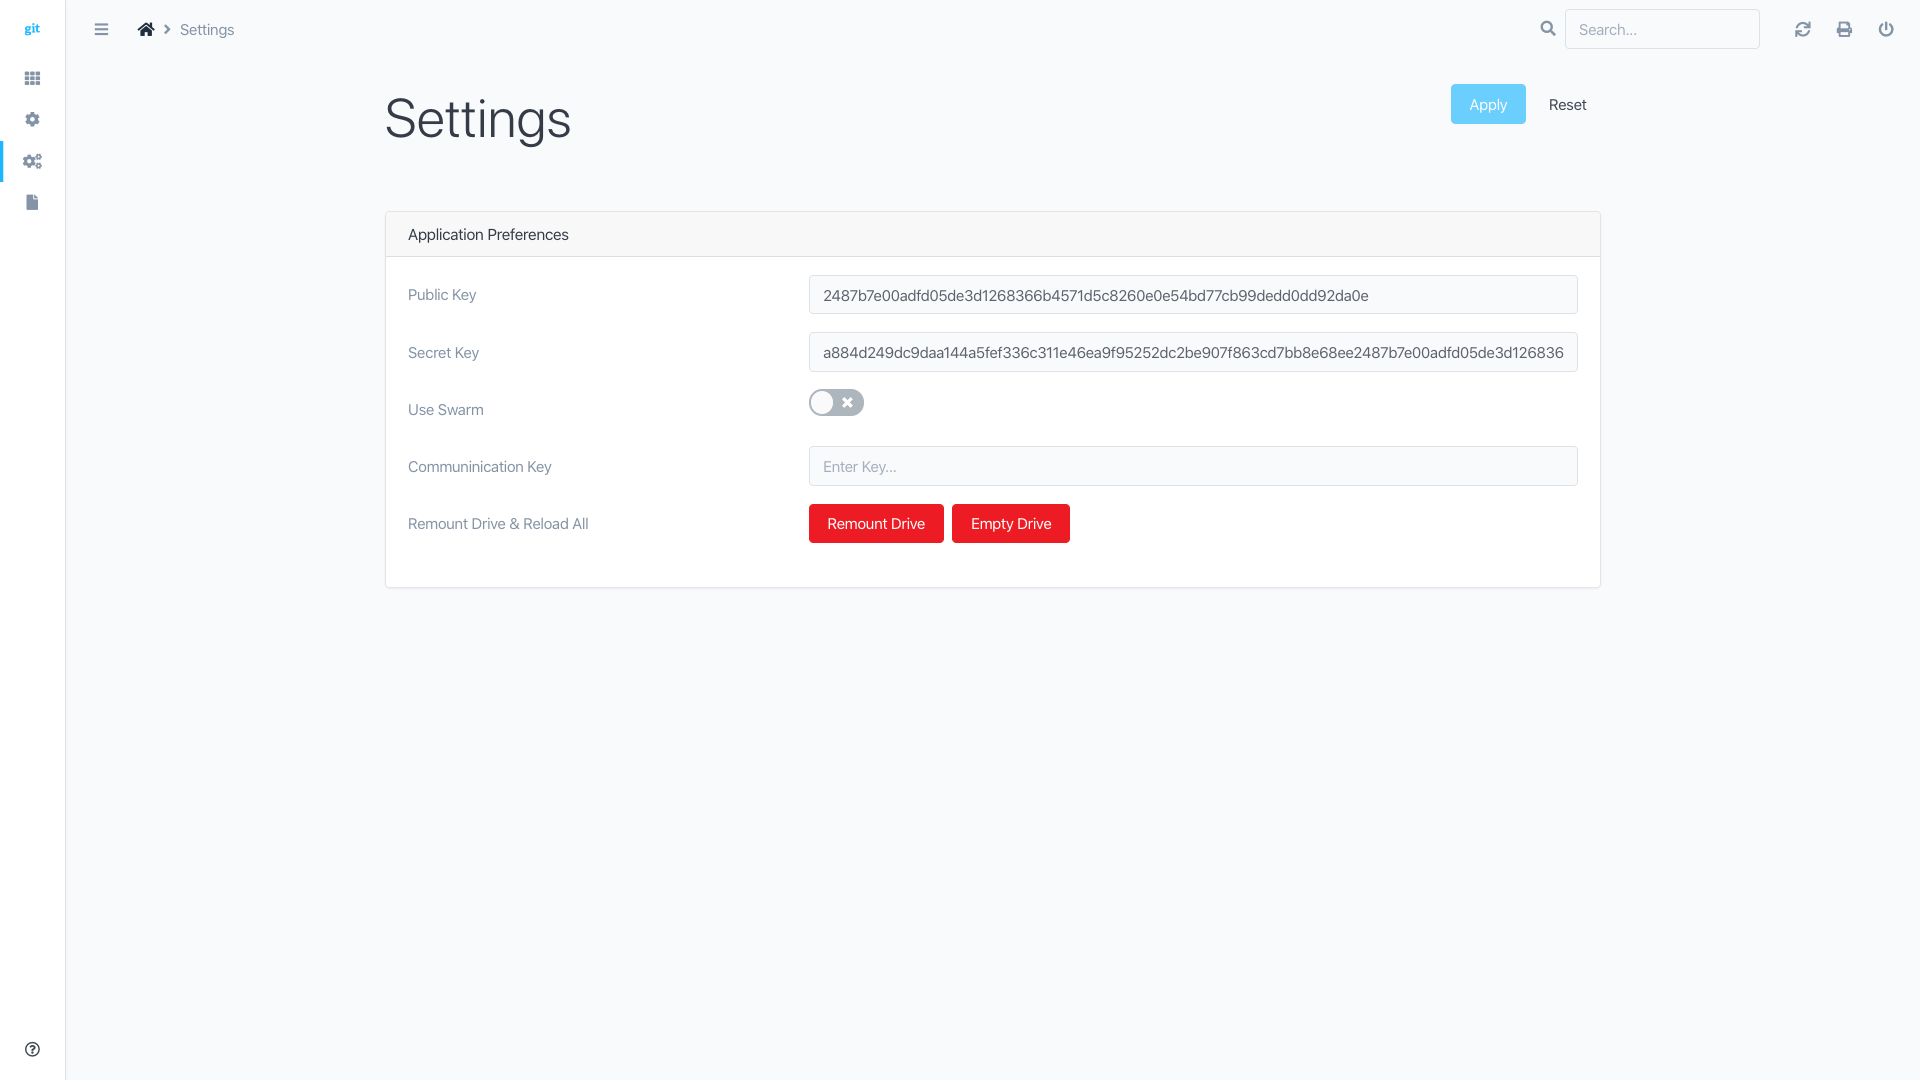 git
Settings
Search...
Settings
Apply
Reset
Application Preferences
Public Key
2487b7e00adfd05de3d1268366b4571d5c8260e0e54bd77cb99dedd0dd92da0e
Secret Key
a884d249dc9daa144a5fef336c311e46ea9f95252dc2be907f863cd7bb8e68ee2487b7e00adfd05de3d126836
Use Swarm
Communinication Key
Enter Key...
Remount Drive & Reload All
Remount Drive
Empty Drive